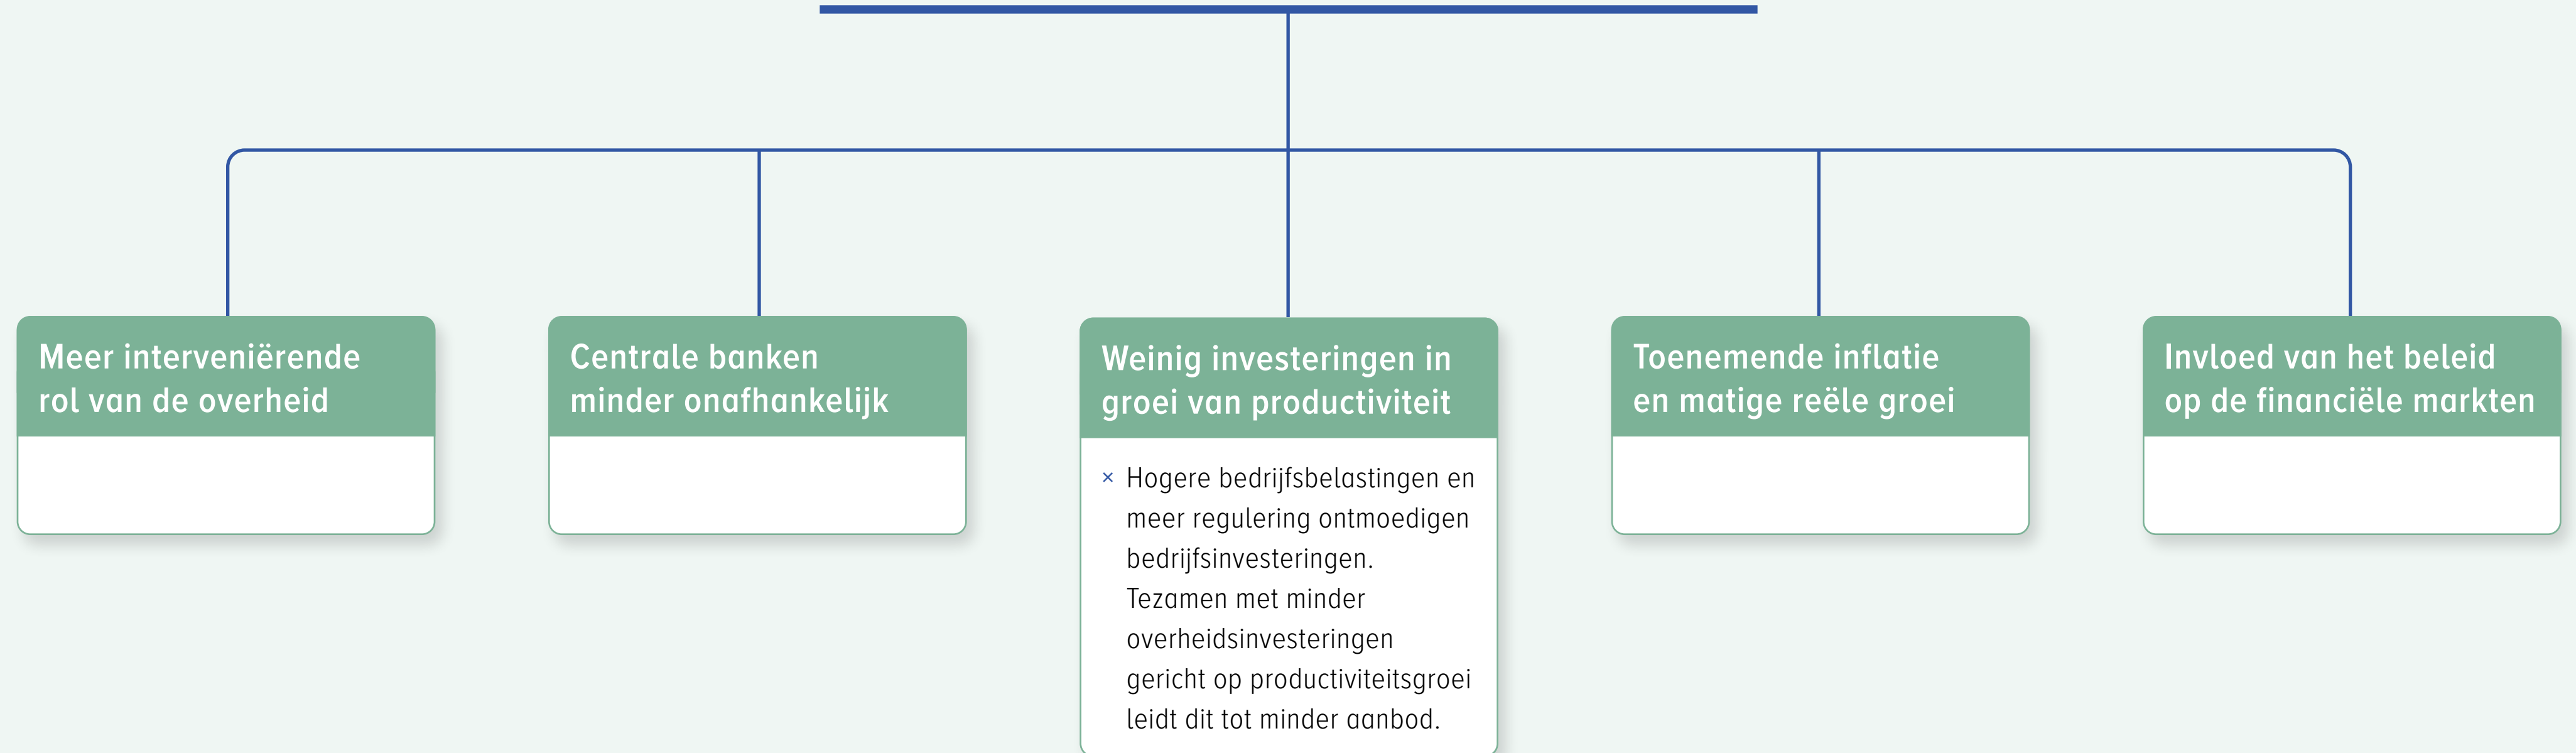 Meer interveniërende
rol van de overheid
Centrale banken
minder onafhankelijk
Weinig investeringen in
groei van productiviteit
× Hogere bedrijfsbelastingen en
meer regulering ontmoedigen
bedrijfsinvesteringen.
Tezamen met minder
overheidsinvesteringen
gericht op productiviteitsgroei
leidt dit tot minder aanbod.
Toenemende inflatie
en matige reële groei
Invloed van het beleid
op de financiële markten